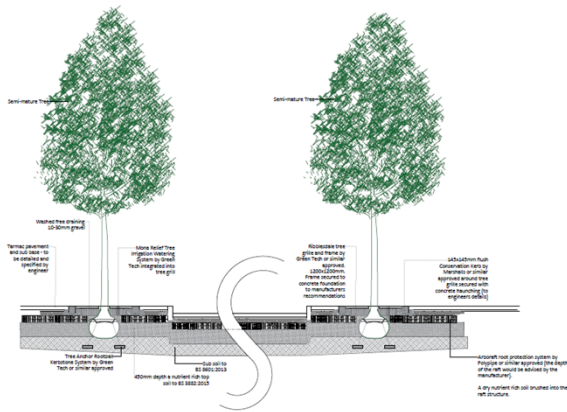 Semi-mature Tree
Semi-mature Tree
Washed free draining
10-30mm gravel
Tarmac pavement
and sub base - to
be detailed and
specified by
engineer
Mona Relief Tree
Irrigation Watering
System by Green
Tech integrated into
tree grill
tree
grille and frame by
Green Tech or similar
approved.
1200x1200mm.
Frame secured to
concrete foundation
to manufacturers
recommendations
145x145mm flush
Conservation Kerb by
Marshalls or similar
approved around tree
grille secured with
concrete haunching (to
engineers details)
Tree Anchor Rootball
Kerbstone System by Green
Tech or similar approved
450mm depth a nutrient rich top
soil to BS 3882:2015
Sub soil to
BS 8601:2013
Arboraft root protection system by
Polypipe or similar approved (the depth
of the raft would be advised by the
manufacturer).
A dry nutrient rich soil brushed into the
raft structure.